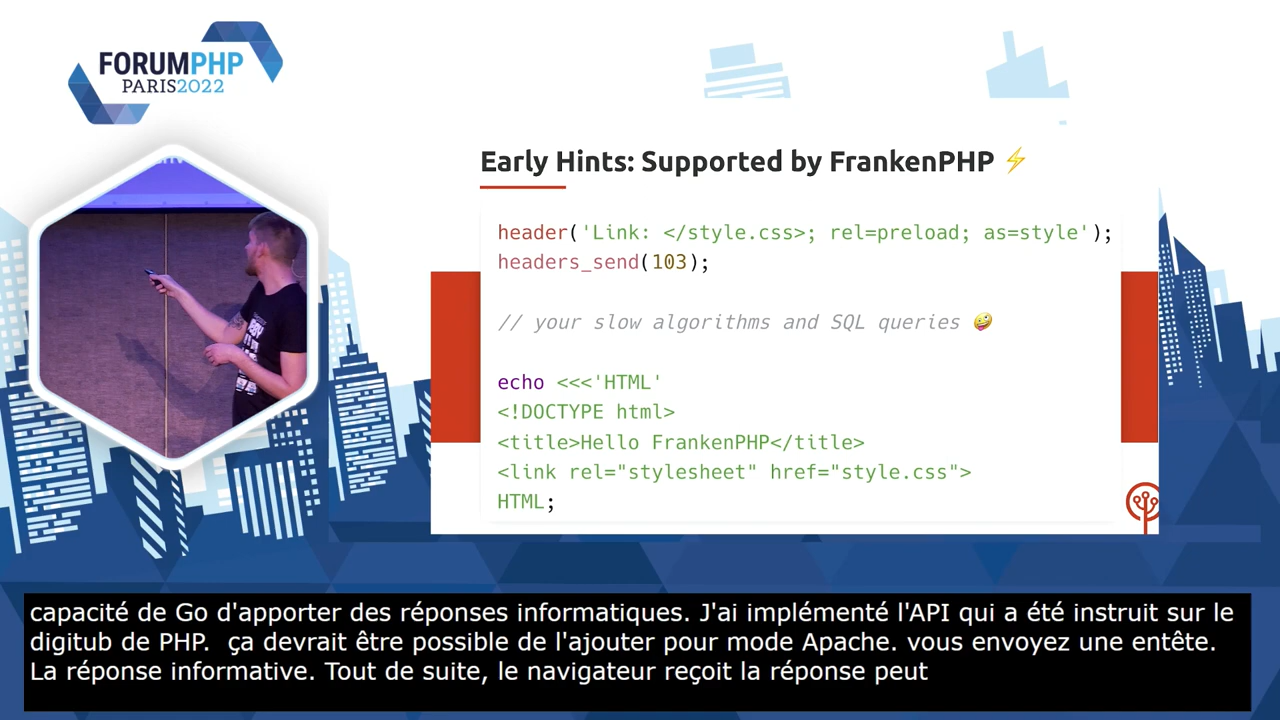 FORUMPHP
PARIS2022
Early Hints: Supported by FrankenPHP ⚡
header('Link: </style.css>; rel=preload; as=style');
headers_send(103);
// your slow algorithms and SQL queries 🤪
echo <<<'HTML'
<!DOCTYPE html>
<title>Hello FrankenPHP</title>
<link rel="stylesheet" href="style.css">
HTML;
capacité de Go d'apporter des réponses informatiques. J'ai implémenté l'API qui a été instruit sur le
digitub de PHP.  ça devrait être possible de l'ajouter pour mode Apache. vous envoyez une entête.
La réponse informative. Tout de suite, le navigateur reçoit la réponse peut